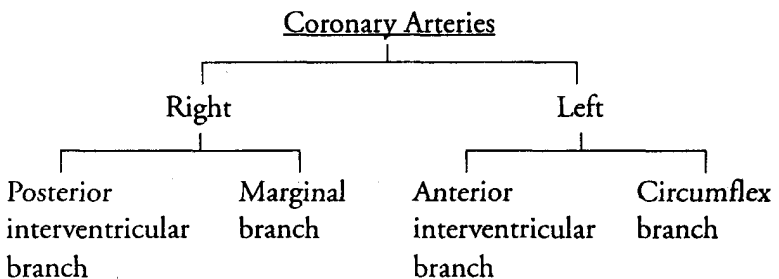 Coronary Arteries
Right Left
Posterior Marginal Anterior Circumflex
interventricular branch interventricular branch
branch branch